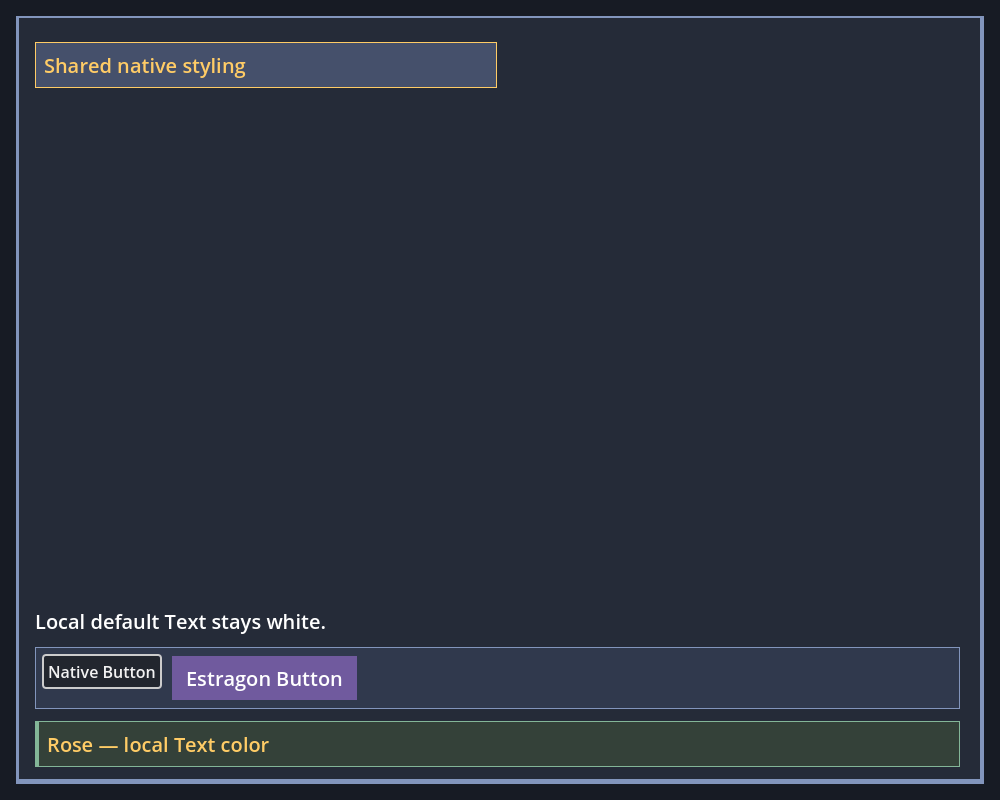 Shared native styling
Local default Text stays white.
Native Button
Estragon Button
Rose — local Text color